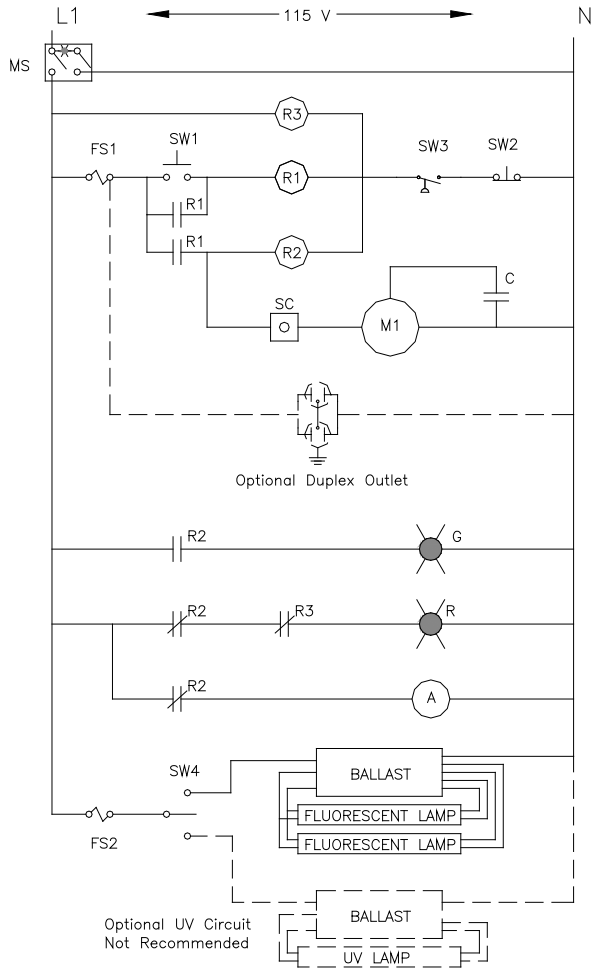 L1
115 V
N
MS
R3
FS1
SW1
R1
SW3
SW2
R1
R1
R2
SC
M1
C
Optional Duplex Outlet
R2
G
R2
R3
R
R2
A
SW4
BALLAST
FLUORESCENT LAMP
FLUORESCENT LAMP
FS2
Optional UV Circuit
Not Recommended
BALLAST
UV LAMP